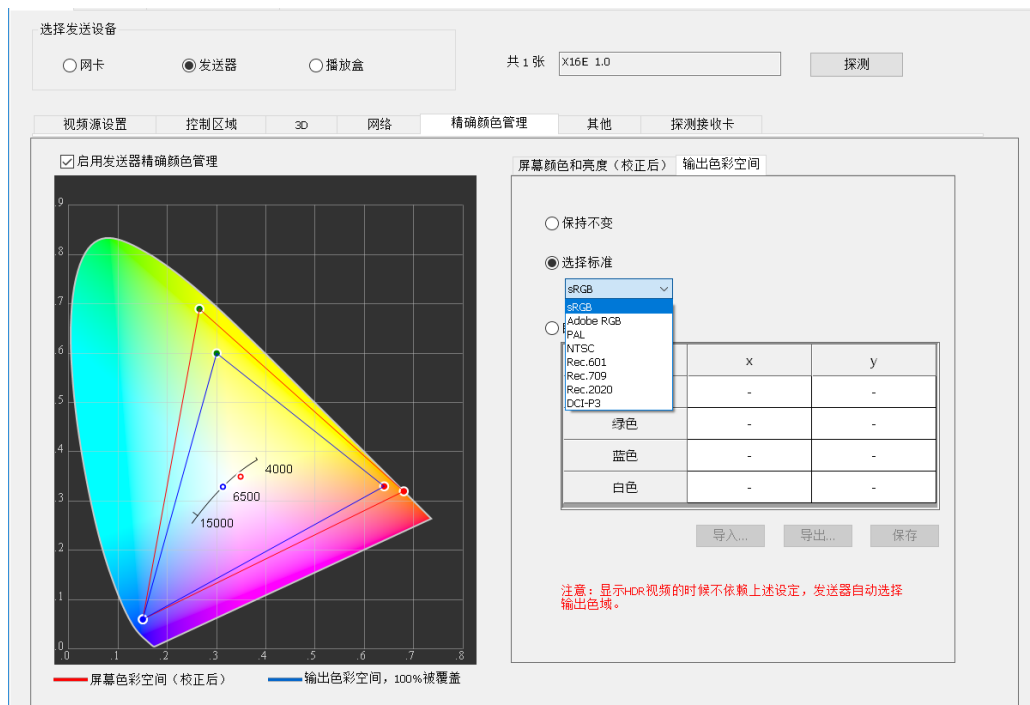 选择发送设备
网卡
发送器
播放盒
共 1 张
X16E 1.0
探测
视频源设置
控制区域
3D
网络
精确颜色管理
其他
探测接收卡
启用发送器精确颜色管理
.9
.8
.7
.6
.5
.4
.3
.2
.1
.0
.0
.1
.2
.3
.4
.5
.6
.7
.8
4000
6500
15000
屏幕色彩空间（校正后）
输出色彩空间，100%被覆盖
屏幕颜色和亮度（校正后）
输出色彩空间
保持不变
选择标准
sRGB
sRGB
Adobe RGB
PAL
NTSC
Rec.601
Rec.709
Rec.2020
DCI-P3
x
y
-
-
绿色
-
-
蓝色
-
-
白色
-
-
导入...
导出...
保存
注意：显示HDR视频的时候不依赖上述设定，发送器自动选择
输出色域。